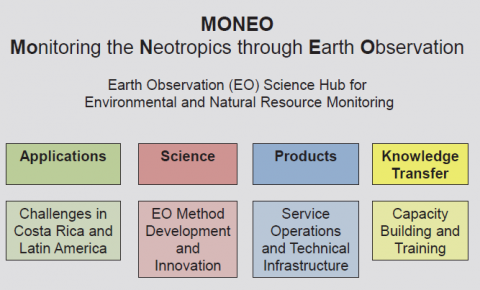 MONEO
Monitoring the Neotropics through Earth Observation
Earth Observation (EO) Science Hub for
Environmental and Natural Resource Monitoring
Applications
Science
Products
Knowledge
Transfer
Challenges in
Costa Rica and
Latin America
EO Method
Development
and
Innovation
Service
Operations
and Technical
Infrastructure
Capacity
Building and
Training